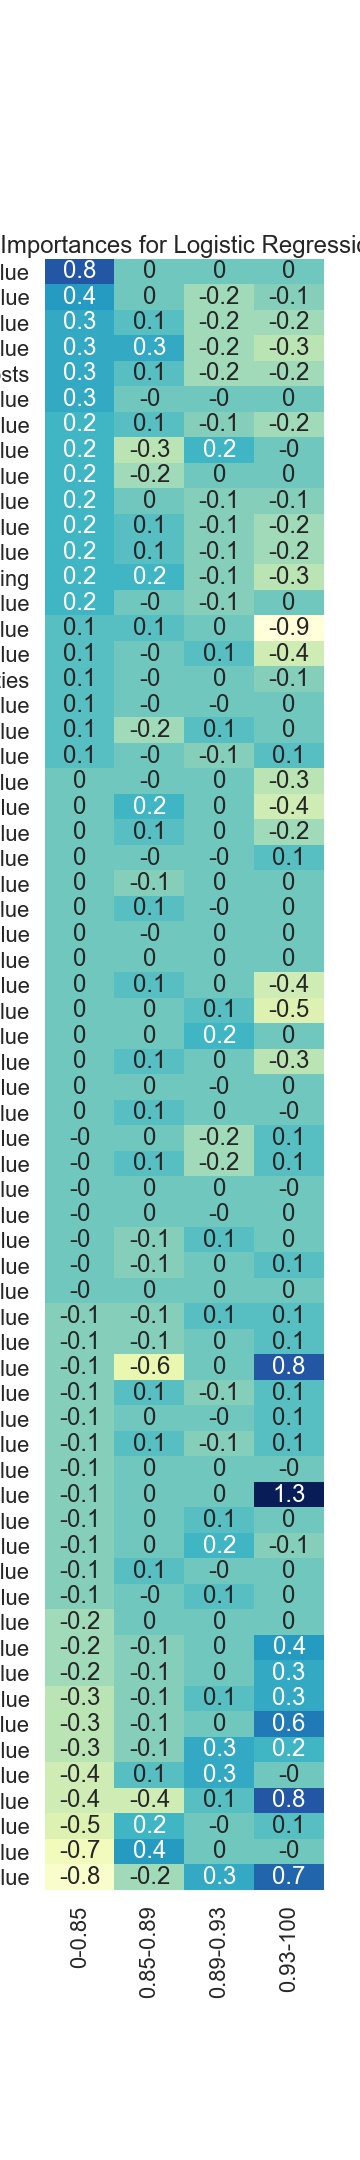 Importances for Logistic Regressio
lue 0.8 0 0 0
lue 0.4 0 -0.2 -0.1
lue 0.3 0.1 -0.2 -0.2
lue 0.3 0.3 -0.2 -0.3
sts 0.3 0.1 -0.2 -0.2
lue 0.3 -0 -0 0
lue 0.2 0.1 -0.1 -0.2
lue 0.2 -0.3 0.2 -0
lue 0.2 -0.2 0 0
lue 0.2 0 -0.1 -0.1
lue 0.2 0.1 -0.1 -0.2
lue 0.2 0.1 -0.1 -0.2
ing 0.2 0.2 -0.1 -0.3
lue 0.2 -0 -0.1 0
lue 0.1 0.1 0 -0.9
lue 0.1 -0 0.1 -0.4
ties 0.1 -0 0 -0.1
lue 0.1 -0 -0 0
lue 0.1 -0.2 0.1 0
lue 0.1 -0 -0.1 0.1
lue 0 -0 0 -0.3
lue 0 0.2 0 -0.4
lue 0 0.1 0 -0.2
lue 0 -0 -0 0.1
lue 0 -0.1 0 0
lue 0 0.1 -0 0
lue 0 -0 0 0
lue 0 0 0 0
lue 0 0.1 0 -0.4
lue 0 0 0.1 -0.5
lue 0 0 0.2 0
lue 0 0.1 0 -0.3
lue 0 0 -0 0
lue 0 0.1 0 -0
lue -0 0 -0.2 0.1
lue -0 0.1 -0.2 0.1
lue -0 0 0 -0
lue -0 0 -0 0
lue -0 -0.1 0.1 0
lue -0 -0.1 0 0.1
lue -0 0 0 0
lue -0.1 -0.1 0.1 0.1
lue -0.1 -0.1 0 0.1
lue -0.1 -0.6 0 0.8
lue -0.1 0.1 -0.1 0.1
lue -0.1 0 -0 0.1
lue -0.1 0.1 -0.1 0.1
lue -0.1 0 0 -0
lue -0.1 0 0 1.3
lue -0.1 0 0.1 0
lue -0.1 0 0.2 -0.1
lue -0.1 0.1 -0 0
lue -0.1 -0 0.1 0
lue -0.2 0 0 0
lue -0.2 -0.1 0 0.4
lue -0.2 -0.1 0 0.3
lue -0.3 -0.1 0.1 0.3
lue -0.3 -0.1 0 0.6
lue -0.3 -0.1 0.3 0.2
lue -0.4 0.1 0.3 -0
lue -0.4 -0.4 0.1 0.8
lue -0.5 0.2 -0 0.1
lue -0.7 0.4 0 -0
lue -0.8 -0.2 0.3 0.7
0-0.85 0.85-0.89 0.89-0.93 0.93-100